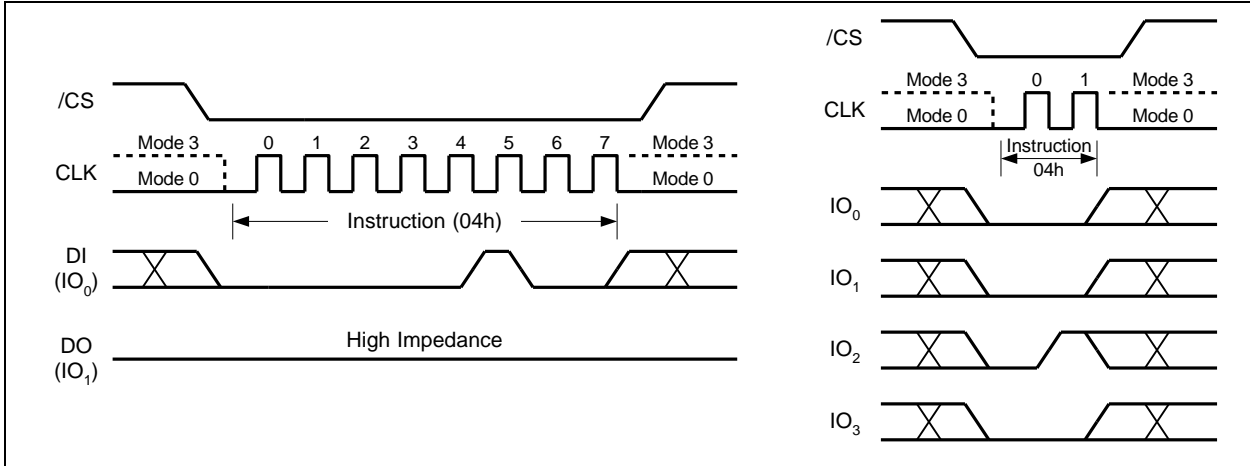 /CS
Mode 3 0 1 2 3 4 5 6 7 Mode 3
CLK
Mode 0 Mode 0
Instruction (04h)
DI
(IO0)
High Impedance
DO
(IO1)
/CS
Mode 3 0 1 Mode 3
CLK
Mode 0 Mode 0
Instruction
04h
IO0
IO1
IO2
IO3